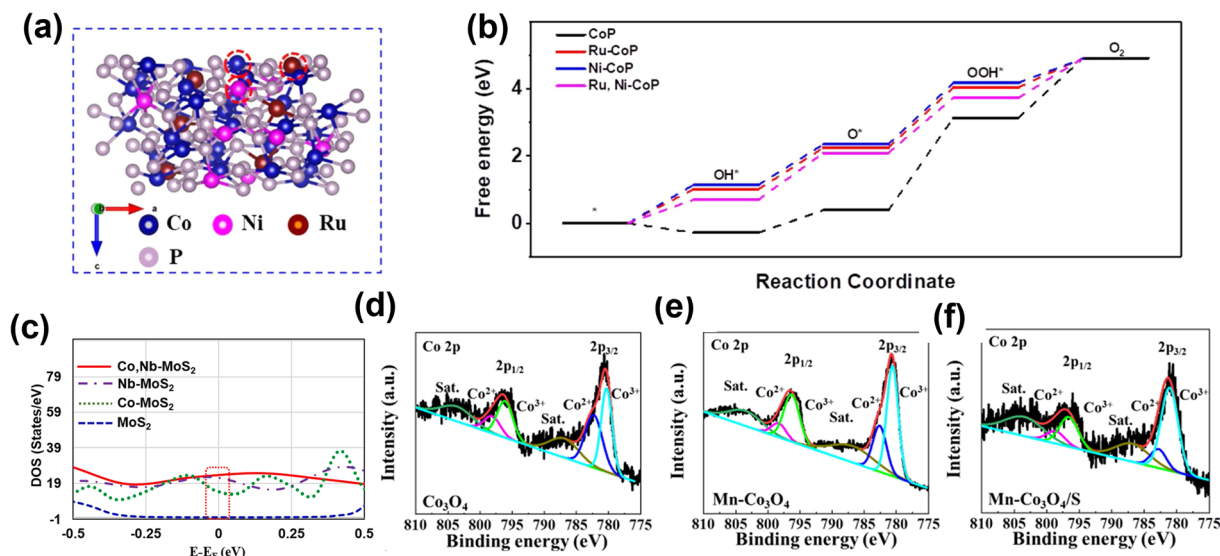 (a)
b
a
c
Co
Ni
Ru
P
(b)
CoP
Ru-CoP
Ni-CoP
Ru, Ni-CoP
Free energy (eV)
4
2
0
*
OH*
O*
OOH*
O₂
Reaction Coordinate
(c)
Co,Nb-MoS₂
Nb-MoS₂
Co-MoS₂
MoS₂
DOS (States/eV)
79
59
39
19
-1
-0.5
-0.25
0
0.25
0.5
E-E_F (eV)
(d)
Co 2p
2p₃/₂
2p₁/₂
Sat.
Co²⁺
Co³⁺
Sat.
Co²⁺
Co³⁺
Co₃O₄
Intensity (a.u.)
810 805 800 795 790 785 780 775
Binding energy (eV)
(e)
Co 2p
2p₃/₂
2p₁/₂
Sat.
Co²⁺
Co³⁺
Sat.
Co²⁺
Co³⁺
Mn-Co₃O₄
Intensity (a.u.)
810 805 800 795 790 785 780 775
Binding energy (eV)
(f)
Co 2p
2p₃/₂
2p₁/₂
Sat.
Co²⁺
Co³⁺
Sat.
Co²⁺
Co³⁺
Mn-Co₃O₄/S
Intensity (a.u.)
810 805 800 795 790 785 780 775
Binding energy (eV)